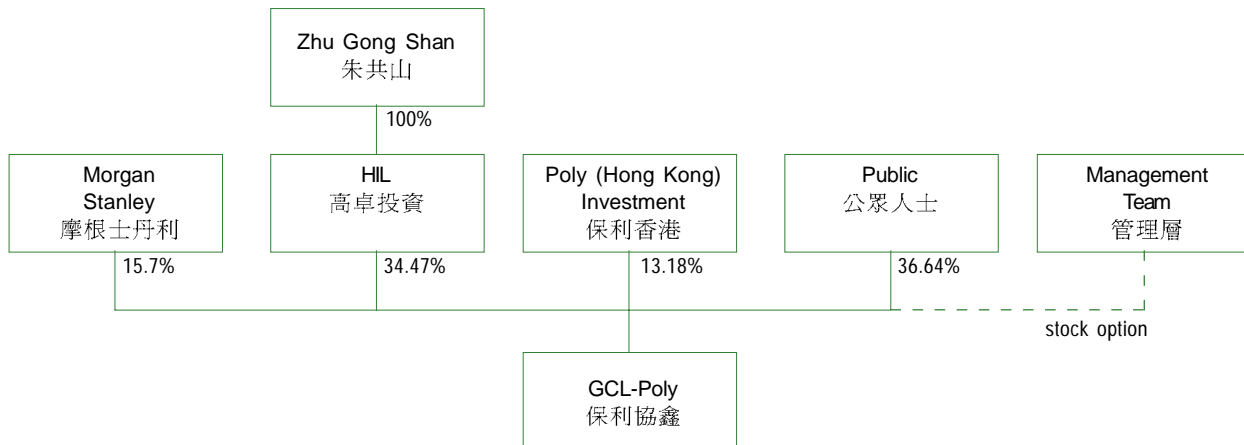 Zhu Gong Shan
朱共山
100%
Morgan
Stanley
摩根士丹利
HIL
高卓投資
Poly (Hong Kong)
Investment
保利香港
Public
公眾人士
Management
Team
管理層
15.7%
34.47%
13.18%
36.64%
stock option
GCL-Poly
保利協鑫